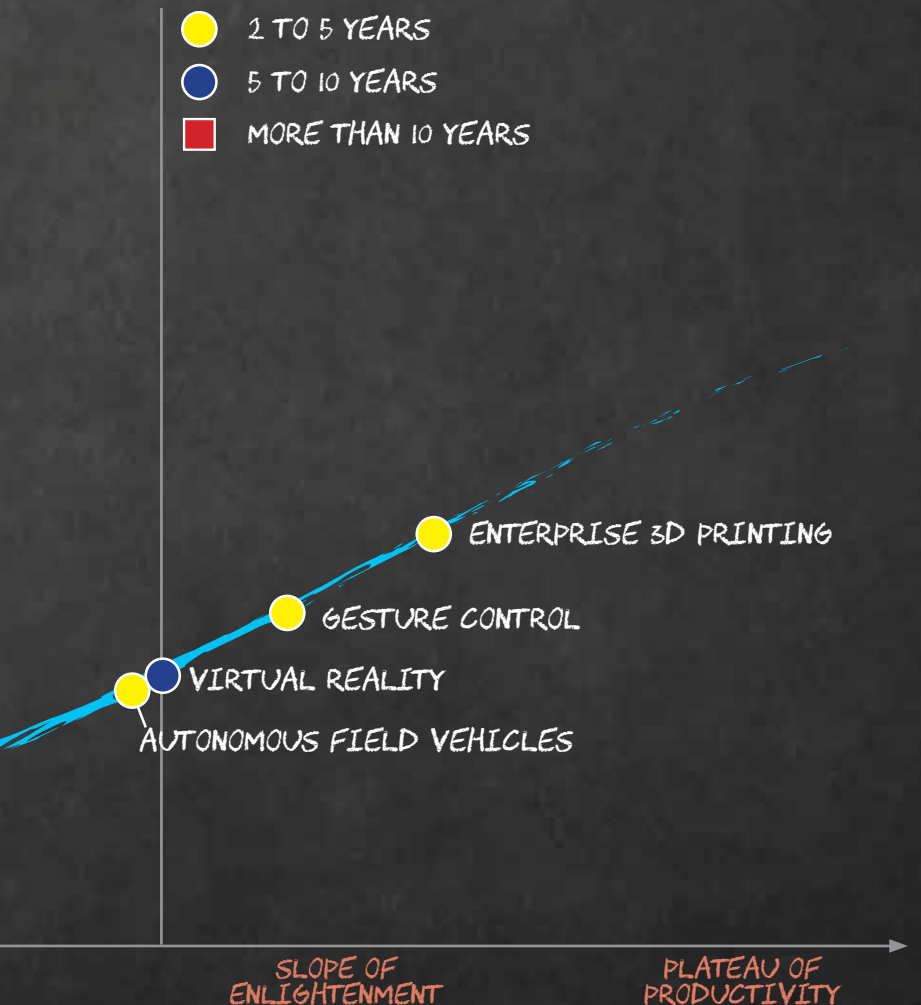 2 TO 5 YEARS
5 TO 10 YEARS
MORE THAN 10 YEARS
ENTERPRISE 3D PRINTING
GESTURE CONTROL
VIRTUAL REALITY
AUTONOMOUS FIELD VEHICLES
SLOPE OF
ENLIGHTENMENT
PLATEAU OF
PRODUCTIVITY